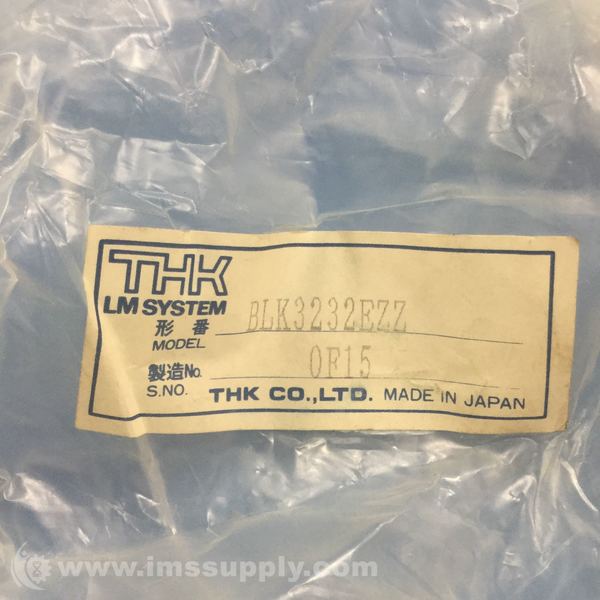 THK
LM SYSTEM
形番 BLK3232EZZ
MODEL
製造No. 0F15
S.NO. THK CO.,LTD. MADE IN JAPAN
www.imssupply.com